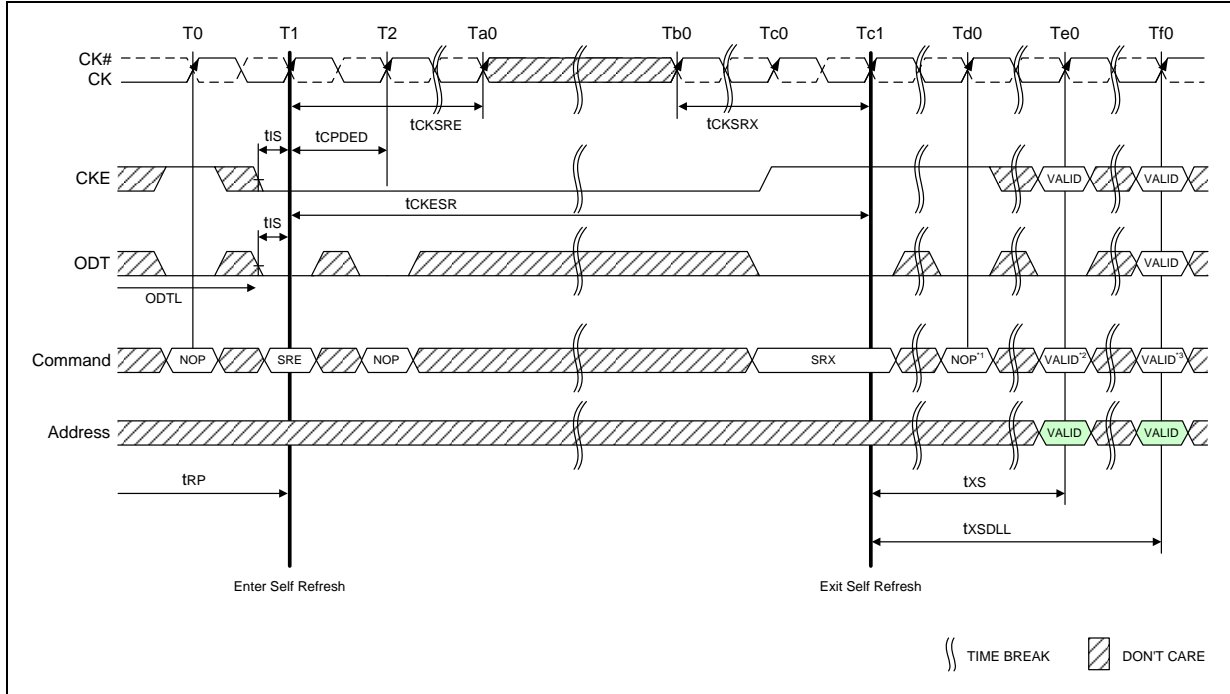 T0 T1 T2 Ta0 Tb0 Tc0 Tc1 Td0 Te0 Tf0
CK#
CK
tCKSRE tCKSRX
tIS tCPDED
CKE VALID VALID
tCKESR
tIS
ODT VALID
ODTL
Command NOP SRE NOP SRX NOP*1 VALID*2 VALID*3
Address VALID VALID
tRP tXS
tXSDLL
Enter Self Refresh Exit Self Refresh
TIME BREAK DON'T CARE